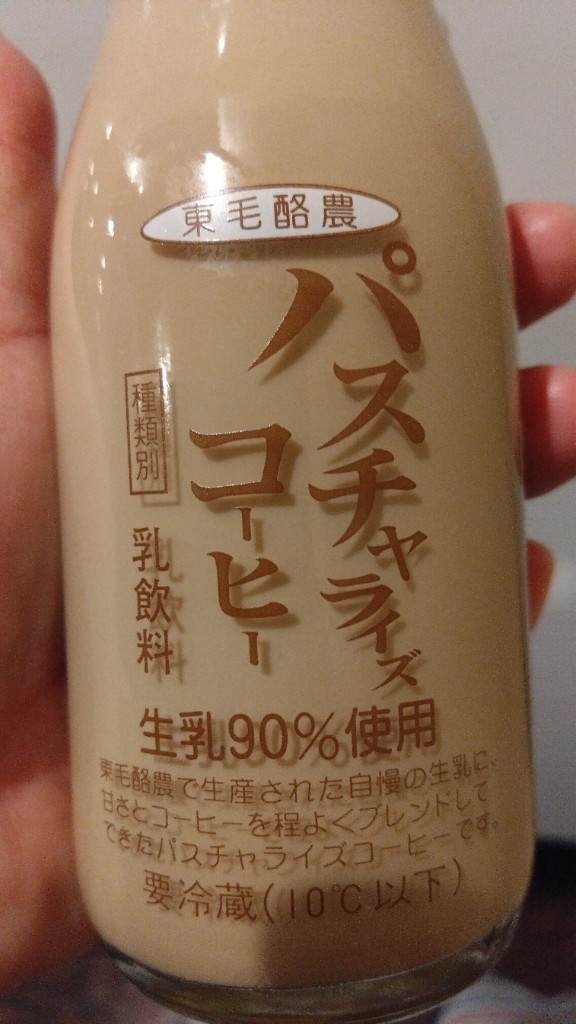 東毛酪農
パスチャライズ
コーヒー
種類別
乳飲料
生乳90%使用
東毛酪農で生産された自慢の生乳に、
甘さとコーヒーを程よくブレンドして
できたパスチャライズコーヒーです。
要冷蔵(10℃以下)